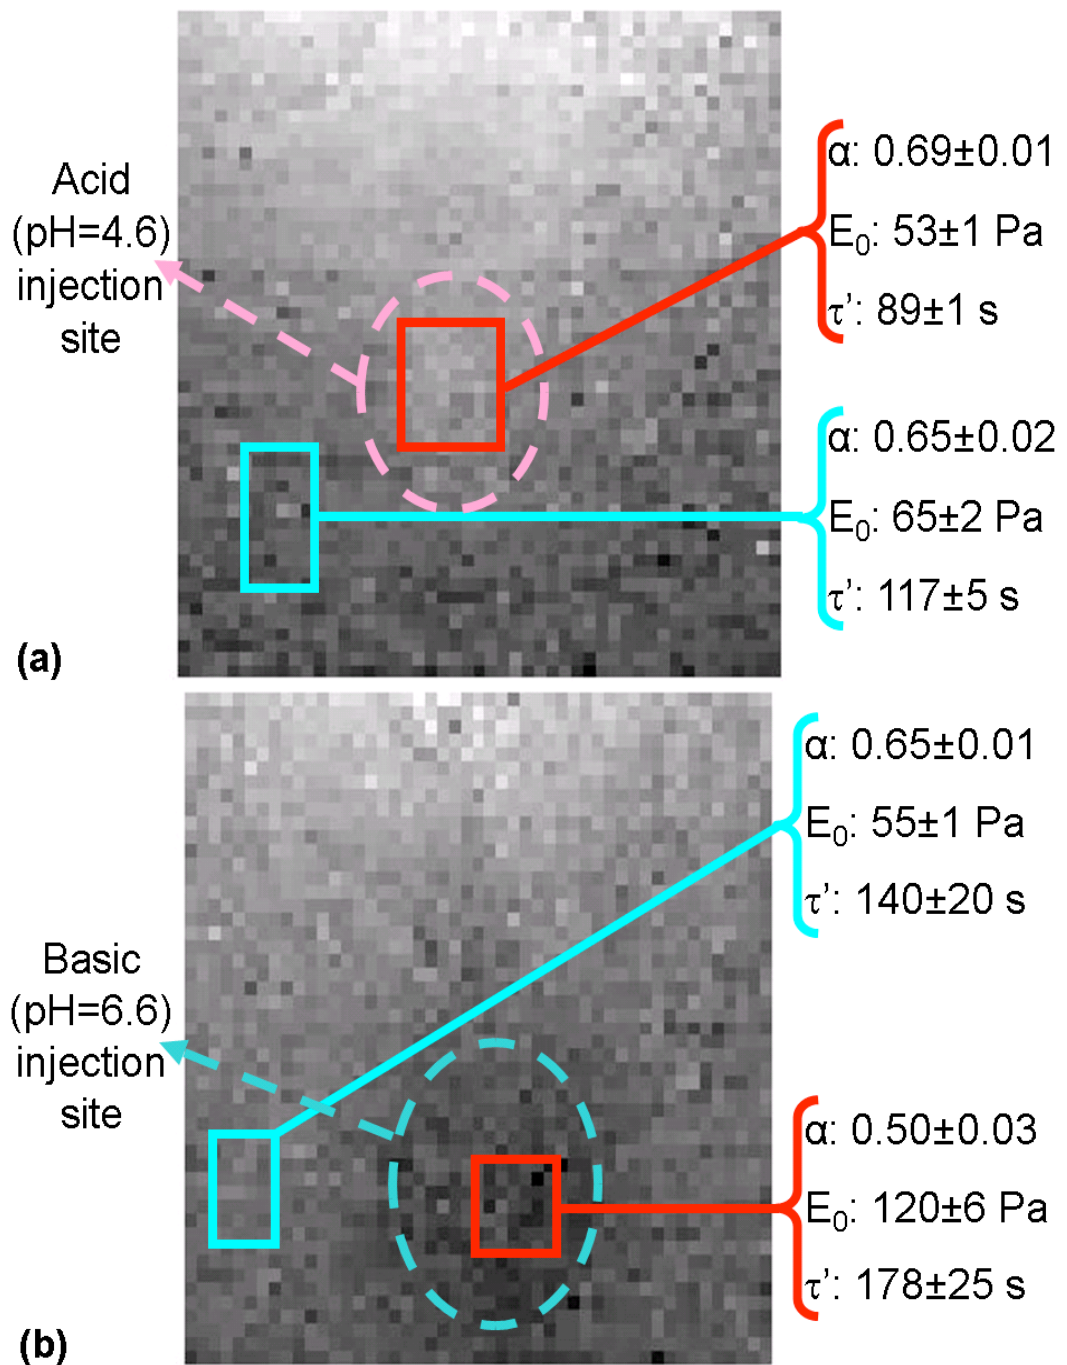 Acid
(pH=4.6)
injection
site
α: 0.69±0.01
E₀: 53±1 Pa
τ’: 89±1 s
α: 0.65±0.02
E₀: 65±2 Pa
τ’: 117±5 s
(a)
α: 0.65±0.01
E₀: 55±1 Pa
τ’: 140±20 s
Basic
(pH=6.6)
injection
site
α: 0.50±0.03
E₀: 120±6 Pa
τ’: 178±25 s
(b)